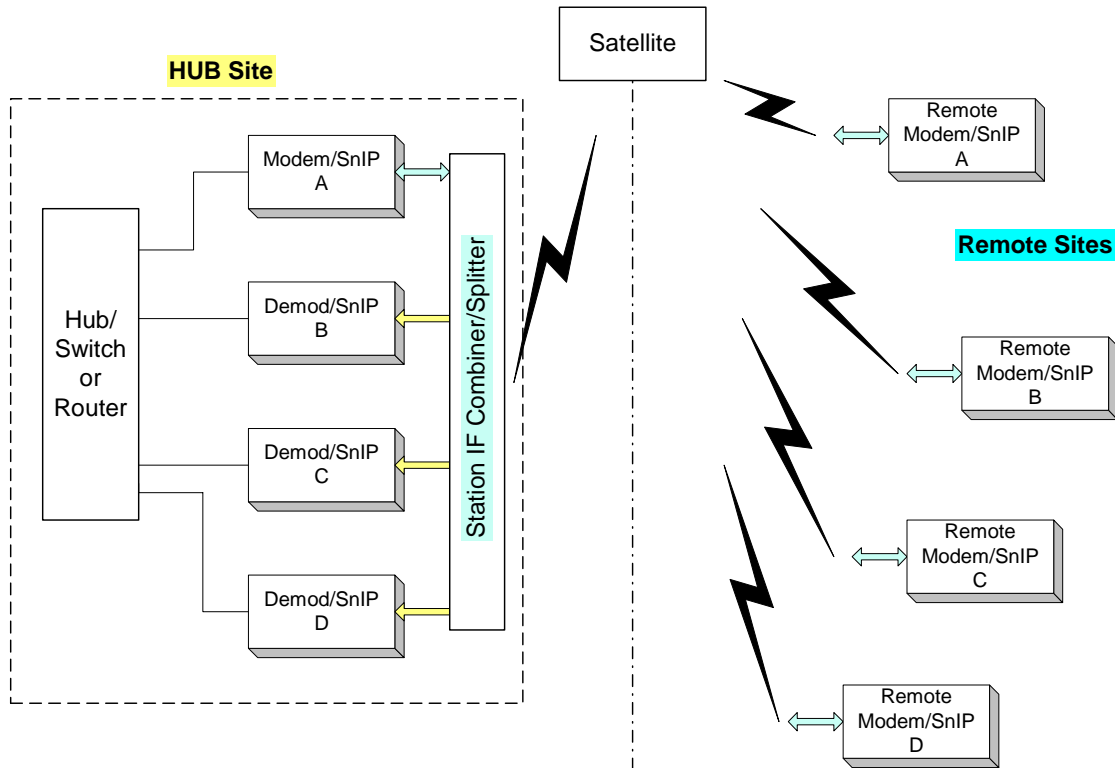 Satellite
HUB Site
Modem/SnIP
A
Demod/SnIP
B
Demod/SnIP
C
Demod/SnIP
D
Hub/
Switch
or
Router
Station IF Combiner/Splitter
Remote
Modem/SnIP
A
Remote Sites
Remote
Modem/SnIP
B
Remote
Modem/SnIP
C
Remote
Modem/SnIP
D